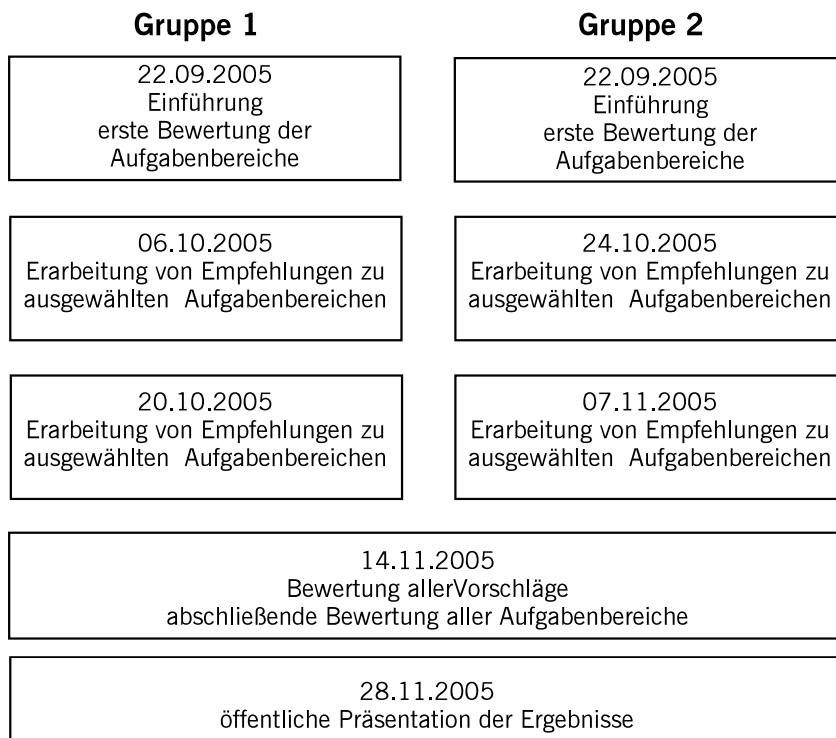 Gruppe 1
22.09.2005
Einführung
erste Bewertung der
Aufgabenbereiche
06.10.2005
Erarbeitung von Empfehlungen zu
ausgewählten Aufgabenbereichen
20.10.2005
Erarbeitung von Empfehlungen zu
ausgewählten Aufgabenbereichen
Gruppe 2
22.09.2005
Einführung
erste Bewertung der
Aufgabenbereiche
24.10.2005
Erarbeitung von Empfehlungen zu
ausgewählten Aufgabenbereichen
07.11.2005
Erarbeitung von Empfehlungen zu
ausgewählten Aufgabenbereichen
14.11.2005
Bewertung allerVorschläge
abschließende Bewertung aller Aufgabenbereiche
28.11.2005
öffentliche Präsentation der Ergebnisse